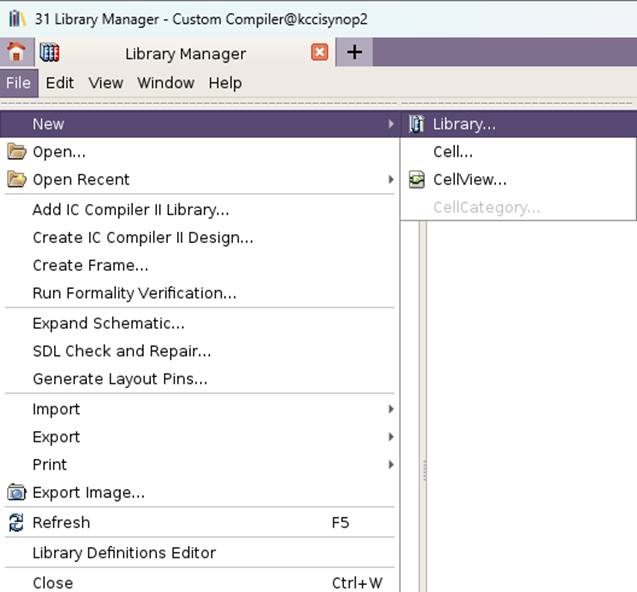 31 Library Manager - Custom Compiler@kccisynop2
Library Manager
File Edit View Window Help
New
Library...
Open...
Cell...
Open Recent
CellView...
Add IC Compiler II Library...
CellCategory...
Create IC Compiler II Design...
Create Frame...
Run Formality Verification...
Expand Schematic...
SDL Check and Repair...
Generate Layout Pins...
Import
Export
Print
Export Image...
Refresh F5
Library Definitions Editor
Close Ctrl+W